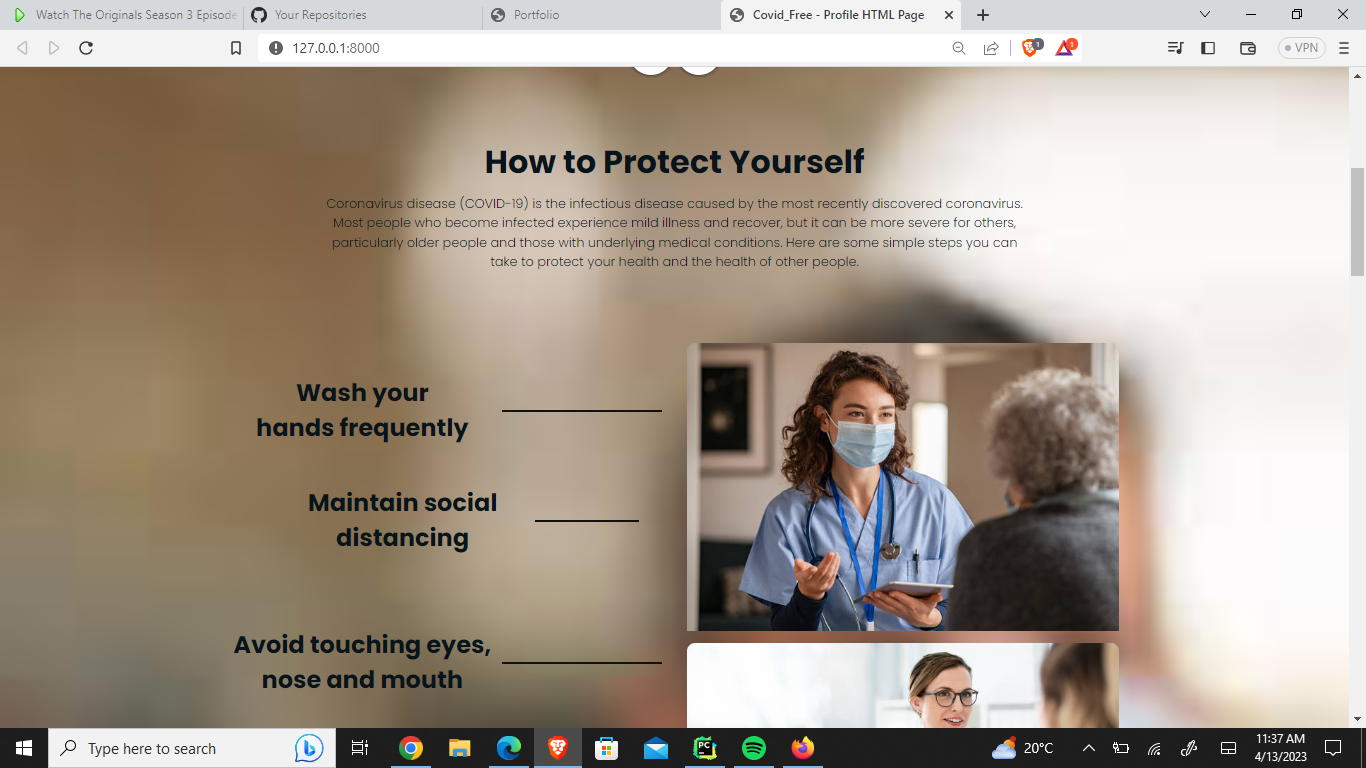 Watch The Originals Season 3 Episode
Your Repositories
Portfolio
Covid_Free - Profile HTML Page
127.0.0.1:8000
1
1
VPN
How to Protect Yourself
Coronavirus disease (COVID-19) is the infectious disease caused by the most recently discovered coronavirus.
Most people who become infected experience mild illness and recover, but it can be more severe for others,
particularly older people and those with underlying medical conditions. Here are some simple steps you can
take to protect your health and the health of other people.
Wash your
hands frequently
Maintain social
distancing
Avoid touching eyes,
nose and mouth
Type here to search
PC
20°C
11:37 AM
4/13/2023